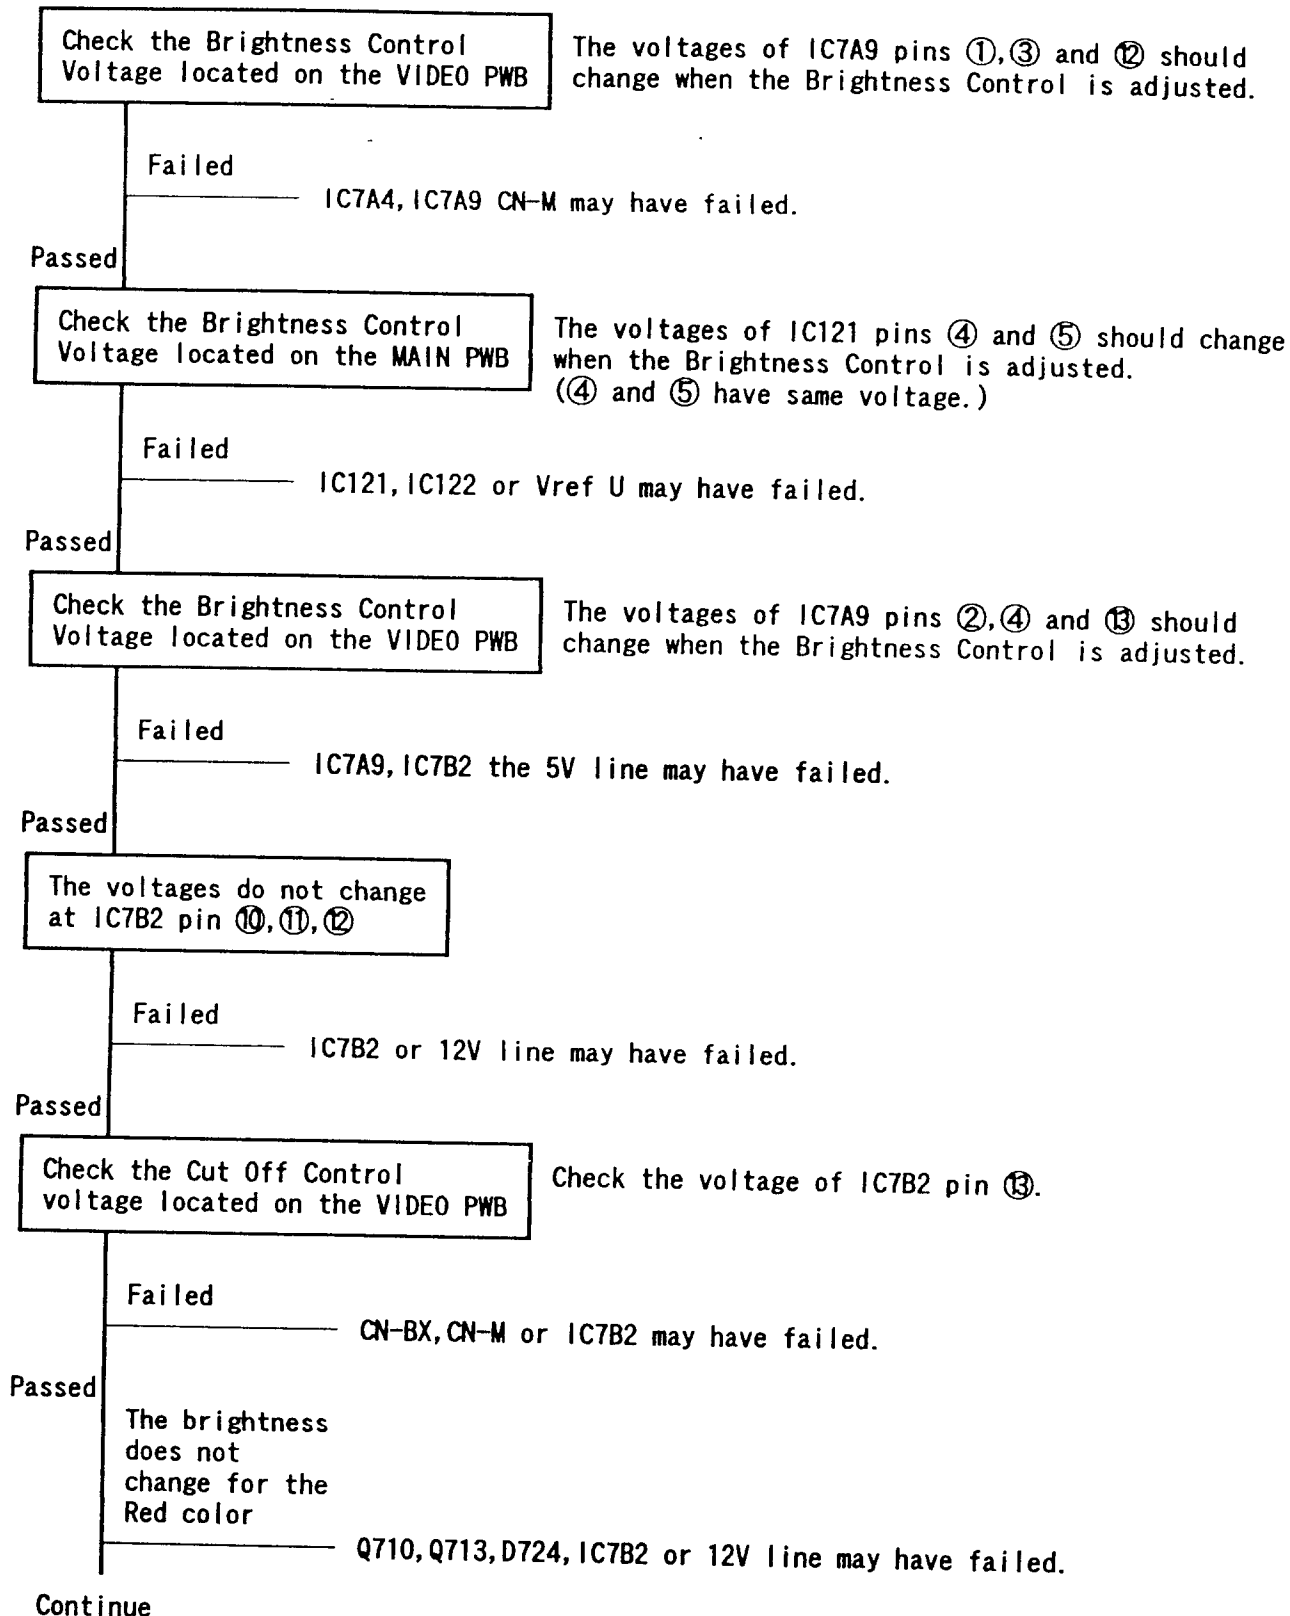 Check the Brightness Control
Voltage located on the VIDEO PWB
The voltages of IC7A9 pins ①,③ and ⑫ should
change when the Brightness Control is adjusted.
Failed
IC7A4,IC7A9 CN-M may have failed.
Passed
Check the Brightness Control
Voltage located on the MAIN PWB
The voltages of IC121 pins ④ and ⑤ should change
when the Brightness Control is adjusted.
(④ and ⑤ have same voltage.)
Failed
IC121,IC122 or Vref U may have failed.
Passed
Check the Brightness Control
Voltage located on the VIDEO PWB
The voltages of IC7A9 pins ②,④ and ⑬ should
change when the Brightness Control is adjusted.
Failed
IC7A9,IC7B2 the 5V line may have failed.
Passed
The voltages do not change
at IC7B2 pin ⑩,⑪,⑫
Failed
IC7B2 or 12V line may have failed.
Passed
Check the Cut Off Control
voltage located on the VIDEO PWB
Check the voltage of IC7B2 pin ⑬.
Failed
CN-BX,CN-M or IC7B2 may have failed.
Passed
The brightness
does not
change for the
Red color
Q710,Q713,D724,IC7B2 or 12V line may have failed.
Continue